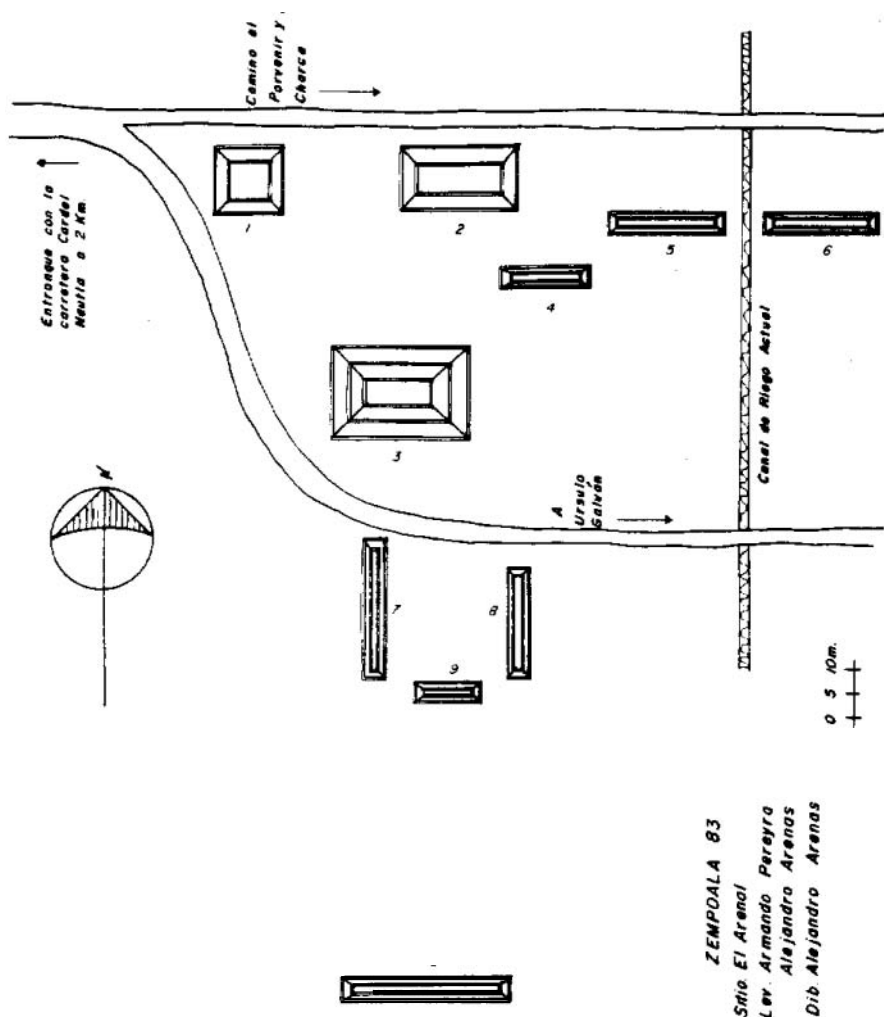 Camino al
Porvenir y
Charco
1
2
5
6
4
Entronque con la
carretera Cardel
Nautla a 2 Km.
3
Canal de Riego Actual
N
A
Ursulo
Galván
7
8
9
0 5 10m.
ZEMPOALA 83
Sitio El Arenal
Lev. Armando Pereyra
Alejandro Arenas
Dib. Alejandro Arenas